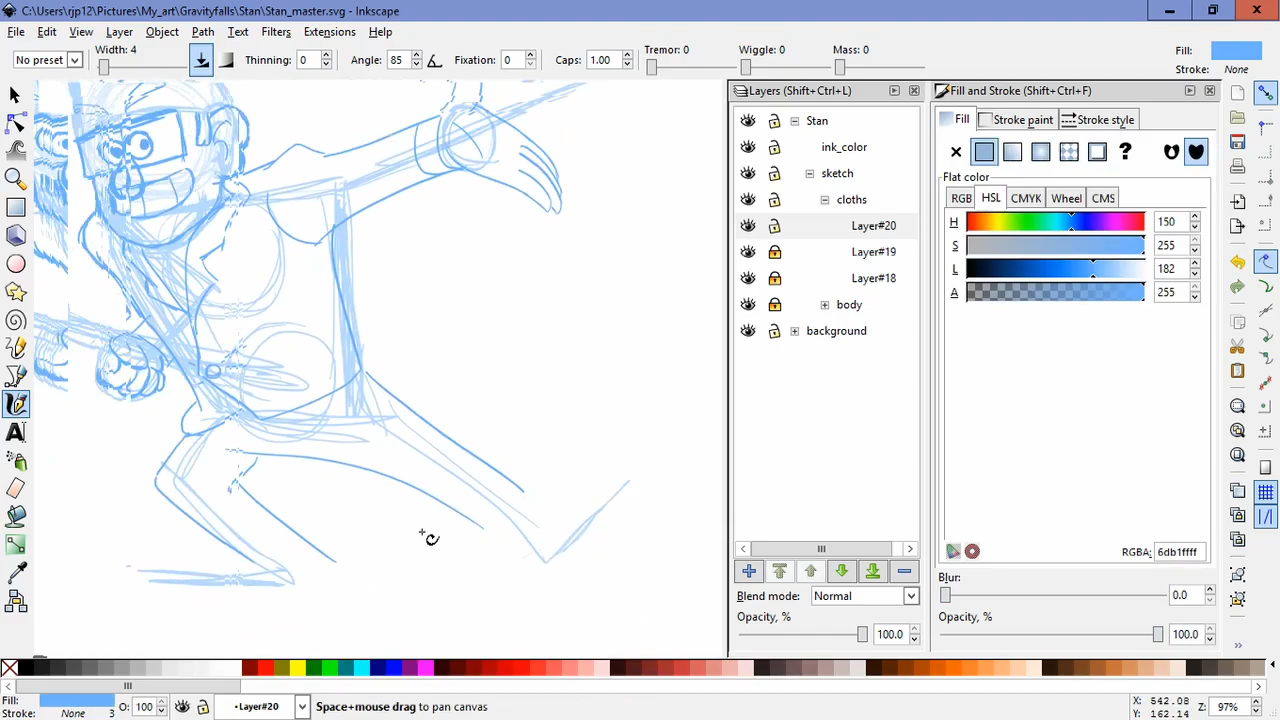 C:\Users\rjp12\Pictures\My_art\Gravityfalls\Stan\Stan_master.svg - Inkscape
File Edit View Layer Object Path Filters Text Extensions Help
No preset Width: 4 Thinning: 0 Angle: 85 Fixation: 0 Caps: 1.00 Tremor: 0 Wiggle: 0 Mass: 0 Fill:
Stroke: None
Layers (Shift+Ctrl+L) Fill and Stroke (Shift+Ctrl+F)
Stan Fill Stroke paint Stroke style
ink_color
sketch ?
Flat color
cloths RGB HSL CMYK Wheel CMS
Layer#20 H 150
Layer#19 S 255
Layer#18 L 182
body A 255
background
RGBA: 6db1ffff
Blur:
Blend mode: Normal 0.0
Opacity, % Opacity, %
100.0 100.0
Fill: O: 100 •Layer#20 Space+mouse drag to pan canvas X: 542.08 Z: 97%
Stroke: None 3 Y: 162.14